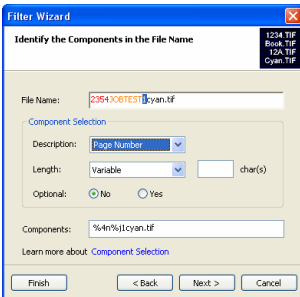 Filter Wizard
Identify the Components in the File Name
1234.TIF
Book.TIF
12A.TIF
Cyan.TIF
File Name: 2354JOBTEST1cyan.tif
Component Selection
Description: Page Number
Length: Variable char(s)
Optional: No Yes
Components: %4n%j1cyan.tif
Learn more about Component Selection
Finish < Back Next > Cancel